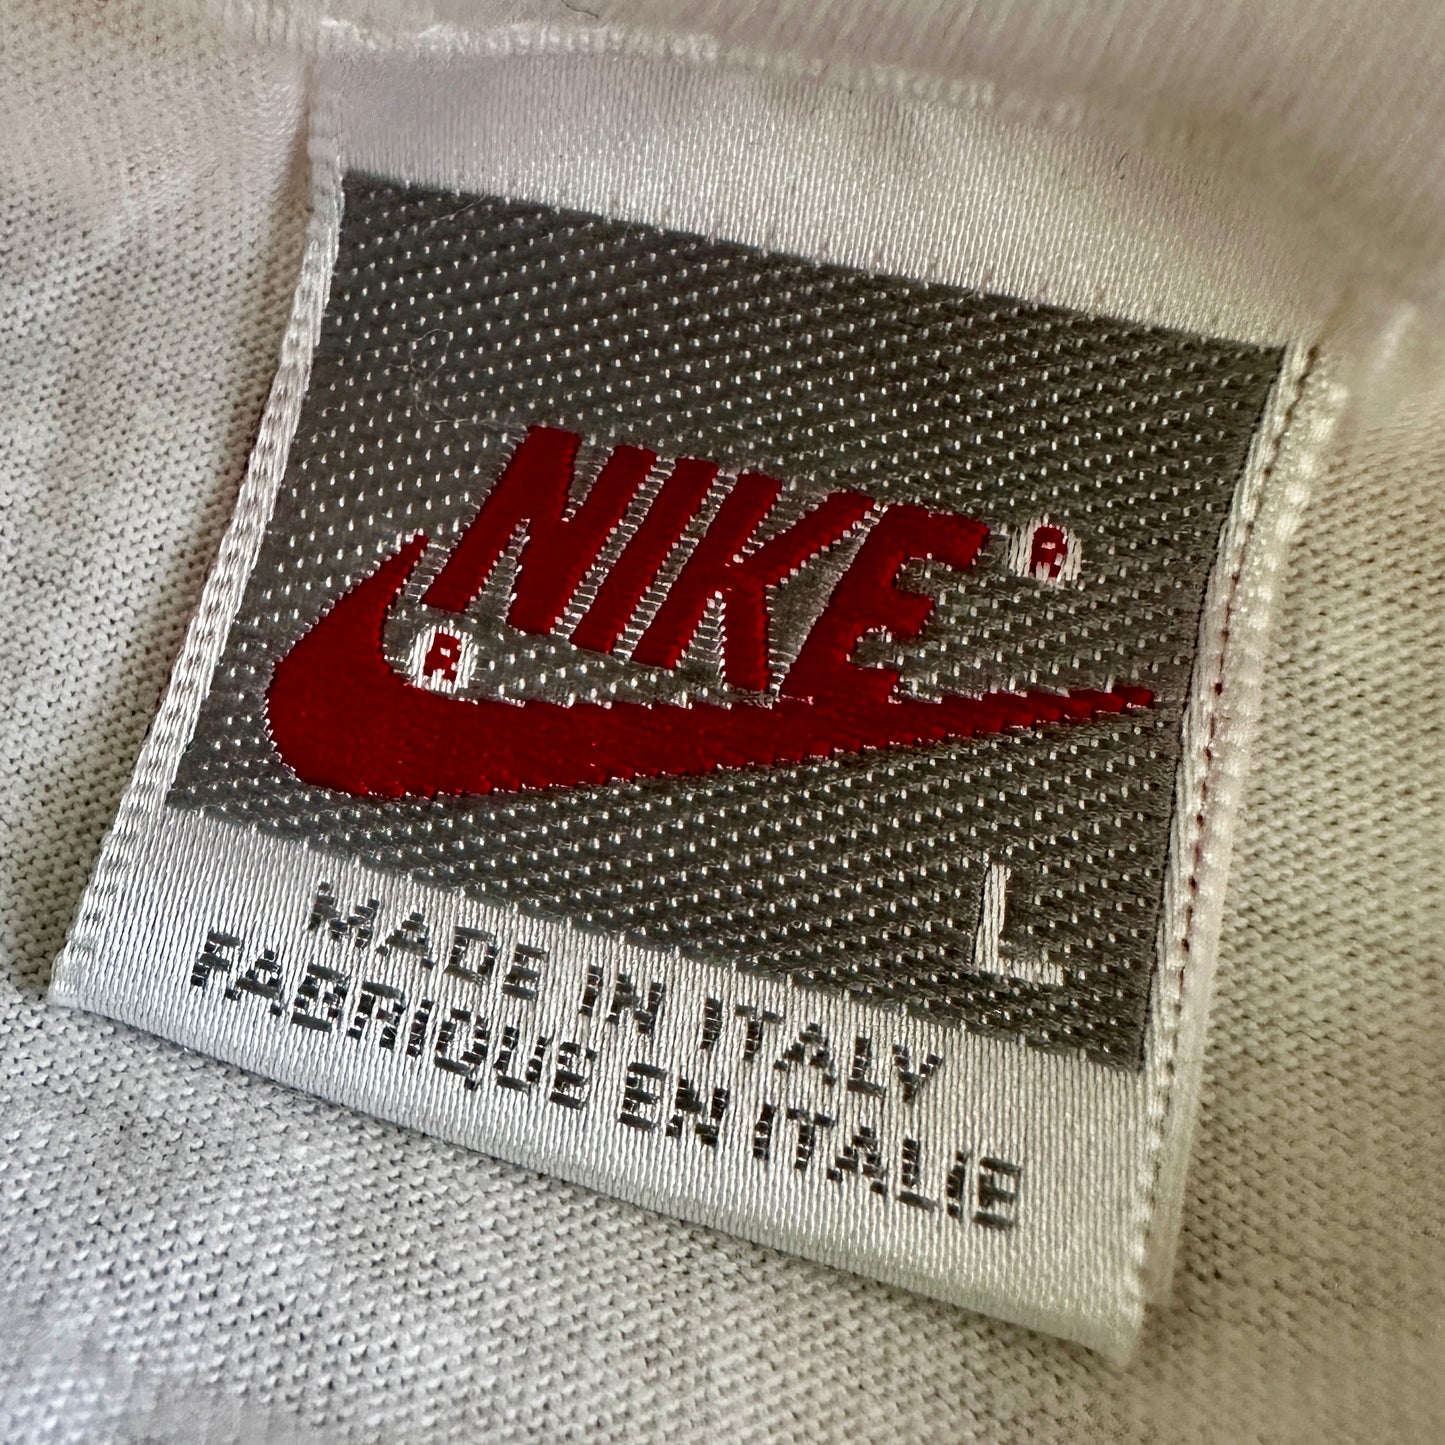 NIKE ®
®
L
MADE IN ITALY
FABRIQUE EN ITALIE